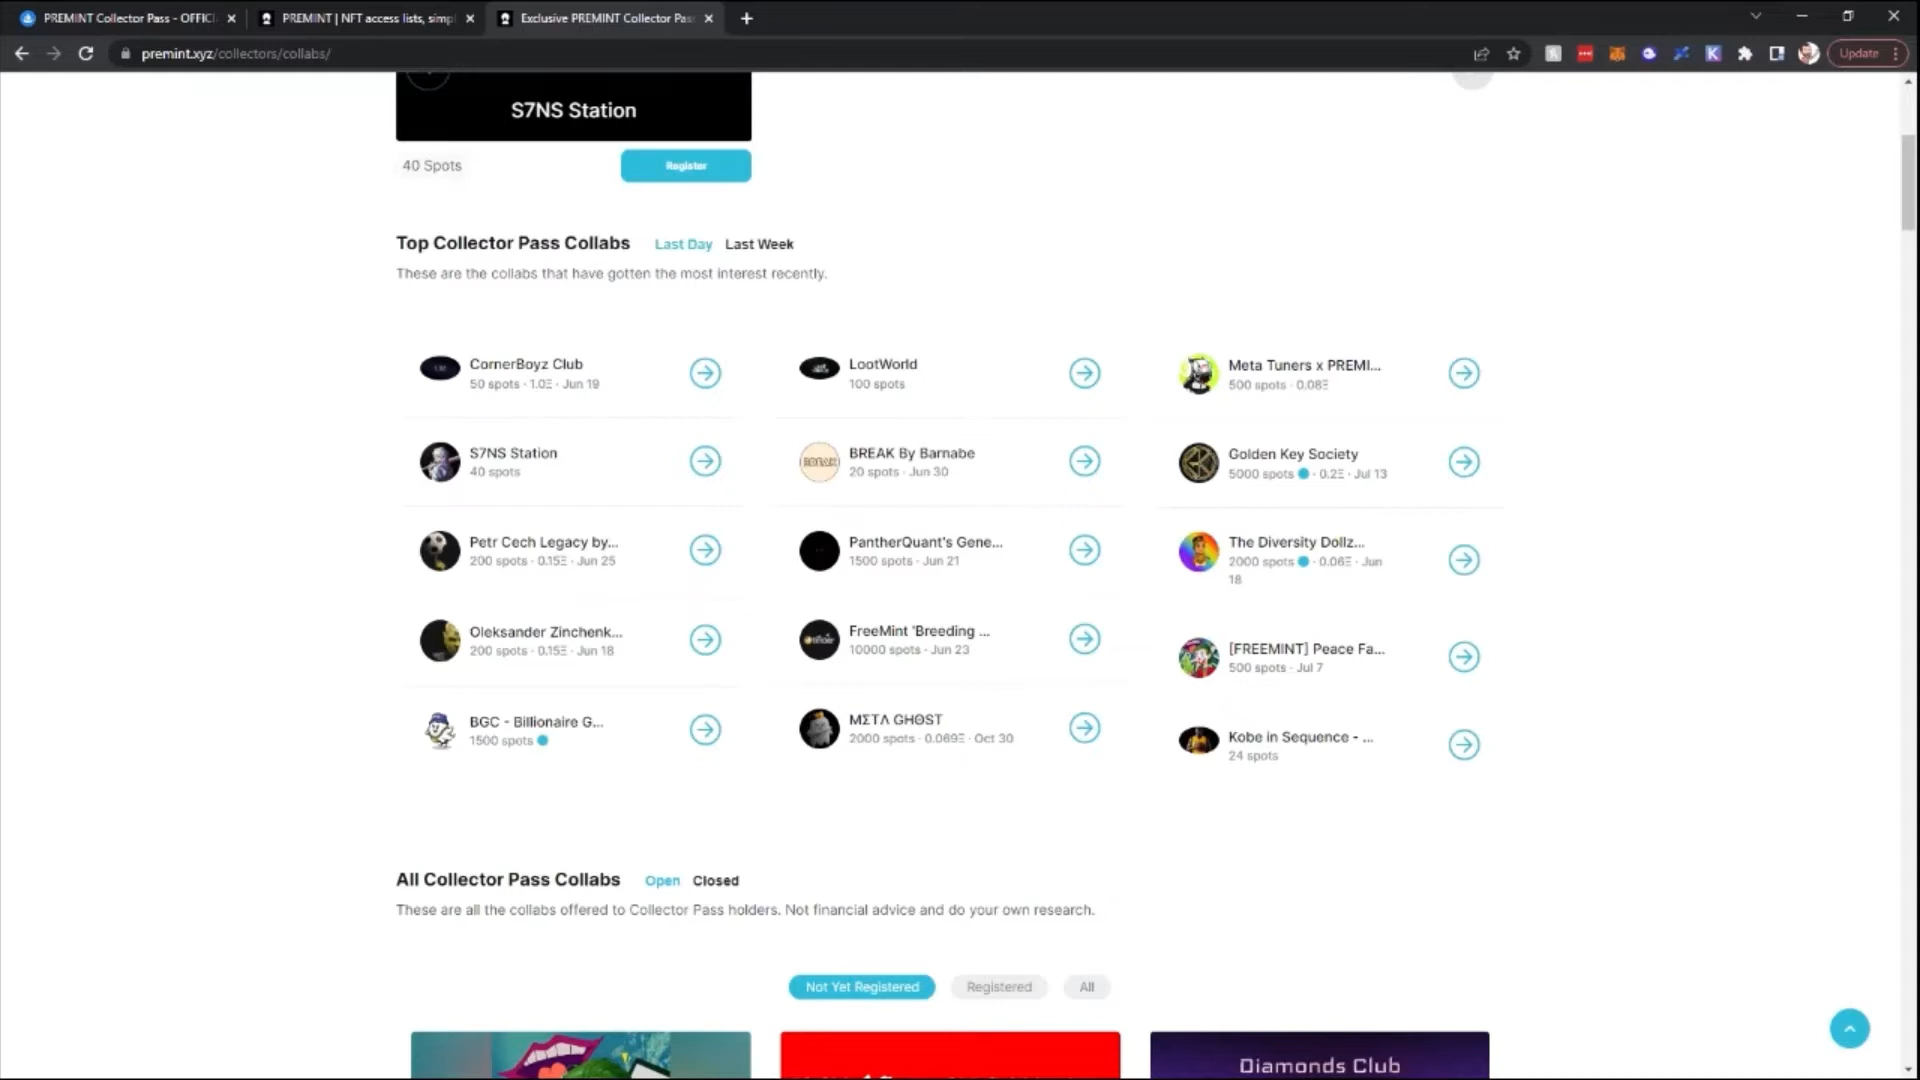 PREMINT Collector Pass - OFFICI
PREMINT | NFT access lists, simpl
Exclusive PREMINT Collector Pas
premint.xyz/collectors/collabs/
Update
S7NS Station
40 Spots
Register
Top Collector Pass Collabs
Last Day
Last Week
These are the collabs that have gotten the most interest recently.
CornerBoyz Club
50 spots · 1.0Ξ · Jun 19
LootWorld
100 spots
Meta Tuners x PREMI...
500 spots · 0.08Ξ
S7NS Station
40 spots
BREAK By Barnabe
20 spots · Jun 30
Golden Key Society
5000 spots · 0.2Ξ · Jul 13
Petr Cech Legacy by...
200 spots · 0.15Ξ · Jun 25
PantherQuant's Gene...
1500 spots · Jun 21
The Diversity Dollz...
2000 spots · 0.06Ξ · Jun
18
Oleksander Zinchenk...
200 spots · 0.15Ξ · Jun 18
FreeMint 'Breeding ...
10000 spots · Jun 23
[FREEMINT] Peace Fa...
500 spots · Jul 7
BGC - Billionaire G...
1500 spots
MΣTΛ GHΘST
2000 spots · 0.069Ξ · Oct 30
Kobe in Sequence - ...
24 spots
All Collector Pass Collabs
Open
Closed
These are all the collabs offered to Collector Pass holders. Not financial advice and do your own research.
Not Yet Registered
Registered
All
Diamonds Club